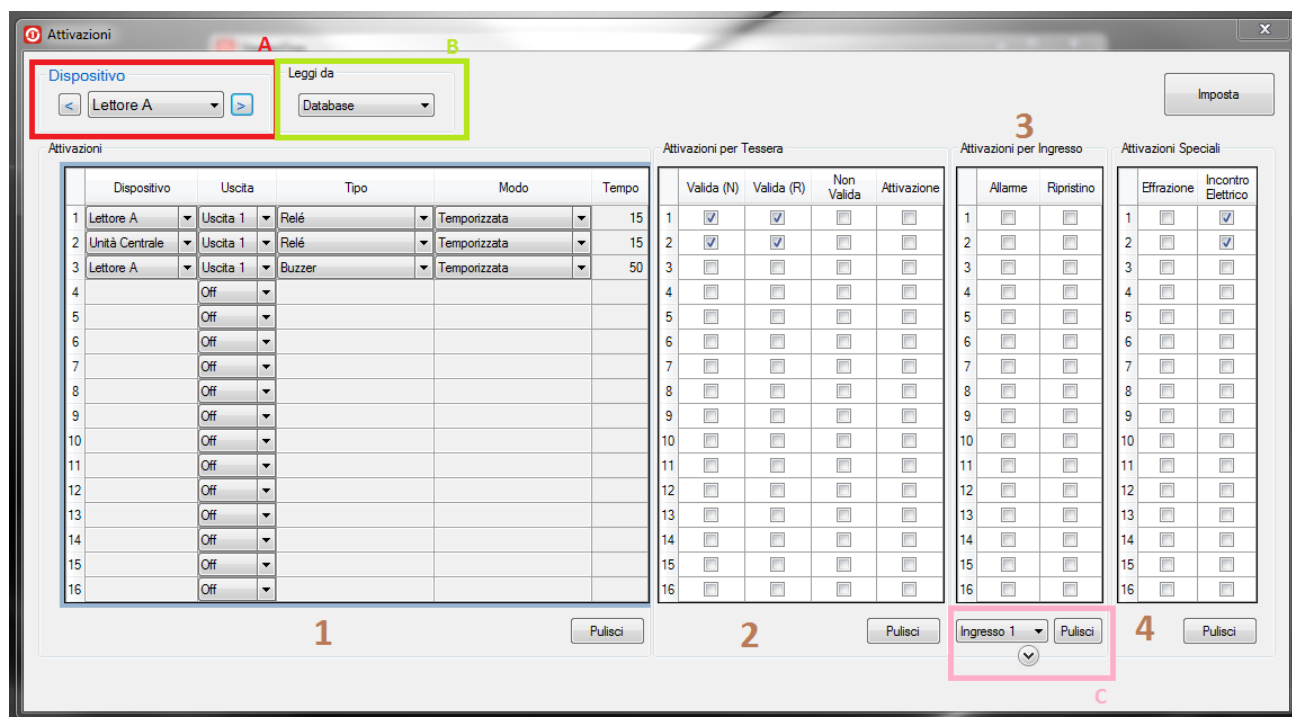 Attivazioni
x
A
B
Dispositivo
Leggi da
< Lettore A >
Database
Imposta
3
Attivazioni
Attivazioni per Tessera
Attivazioni per Ingresso
Attivazioni Speciali
Dispositivo Uscita Tipo Modo Tempo
Valida (N) Valida (R) Non Valida Attivazione
Allarme Ripristino
Effrazione Incontro Elettrico
1 Lettore A Uscita 1 Relé Temporizzata 15 1 1 1
2 Unità Centrale Uscita 1 Relé Temporizzata 15 2 2 2
3 Lettore A Uscita 1 Buzzer Temporizzata 50 3 3 3
4 Off 4 4 4
5 Off 5 5 5
6 Off 6 6 6
7 Off 7 7 7
8 Off 8 8 8
9 Off 9 9 9
10 Off 10 10 10
11 Off 11 11 11
12 Off 12 12 12
13 Off 13 13 13
14 Off 14 14 14
15 Off 15 15 15
16 Off 16 16 16
1 Pulisci 2 Pulisci Ingresso 1 Pulisci 4 Pulisci
C